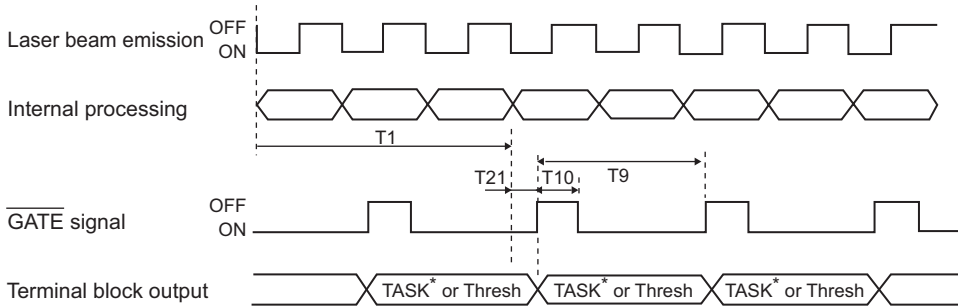 Laser beam emission OFF
ON
Internal processing
T1
T21 T10 T9
GATE signal OFF
ON
Terminal block output TASK* or Thresh TASK* or Thresh TASK* or Thresh